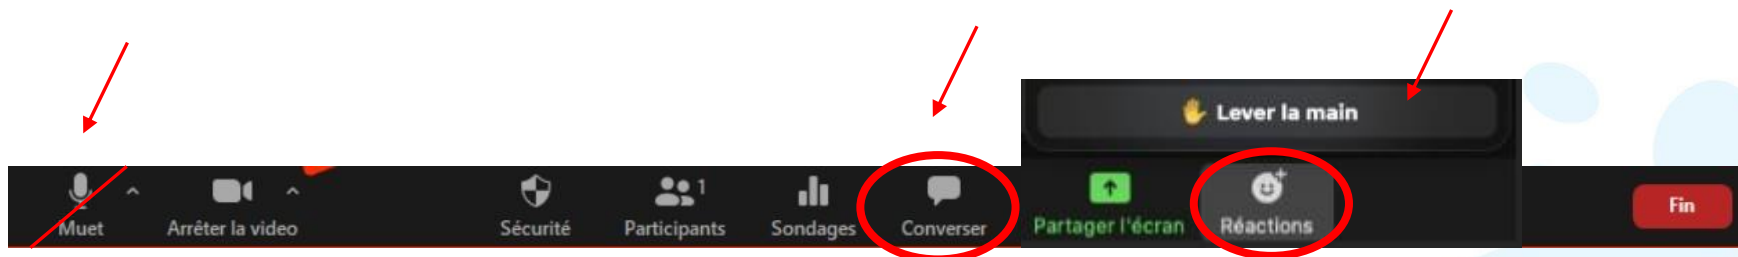 ✋ Lever la main
Muet
Arrêter la video
Sécurité
Participants
1
Sondages
Converser
Partager l'écran
Réactions
Fin